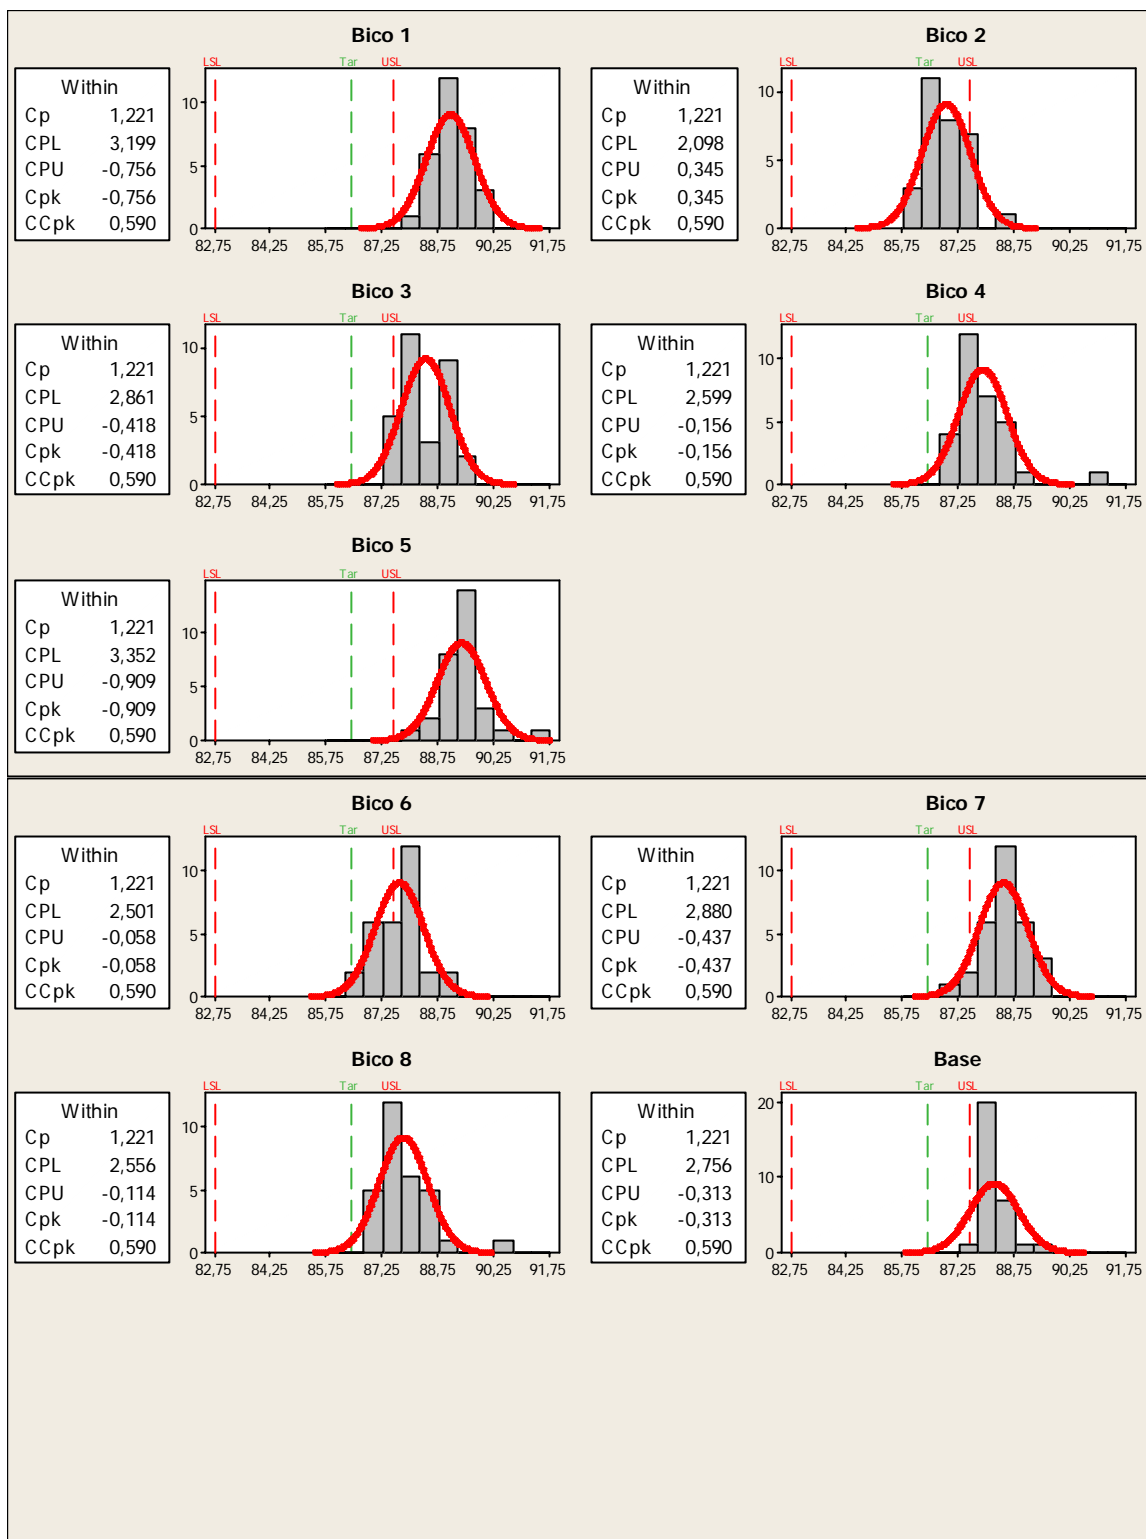 Bico 1
LSL Tar USL
Within
Cp 1,221
CPL 3,199
CPU -0,756
Cpk -0,756
CCpk 0,590
10
5
0
82,75 84,25 85,75 87,25 88,75 90,25 91,75
Bico 2
LSL Tar USL
Within
Cp 1,221
CPL 2,098
CPU 0,345
Cpk 0,345
CCpk 0,590
10
5
0
82,75 84,25 85,75 87,25 88,75 90,25 91,75
Bico 3
LSL Tar USL
Within
Cp 1,221
CPL 2,861
CPU -0,418
Cpk -0,418
CCpk 0,590
10
5
0
82,75 84,25 85,75 87,25 88,75 90,25 91,75
Bico 4
LSL Tar USL
Within
Cp 1,221
CPL 2,599
CPU -0,156
Cpk -0,156
CCpk 0,590
10
5
0
82,75 84,25 85,75 87,25 88,75 90,25 91,75
Bico 5
LSL Tar USL
Within
Cp 1,221
CPL 3,352
CPU -0,909
Cpk -0,909
CCpk 0,590
10
5
0
82,75 84,25 85,75 87,25 88,75 90,25 91,75
Bico 6
LSL Tar USL
Within
Cp 1,221
CPL 2,501
CPU -0,058
Cpk -0,058
CCpk 0,590
10
5
0
82,75 84,25 85,75 87,25 88,75 90,25 91,75
Bico 7
LSL Tar USL
Within
Cp 1,221
CPL 2,880
CPU -0,437
Cpk -0,437
CCpk 0,590
10
5
0
82,75 84,25 85,75 87,25 88,75 90,25 91,75
Bico 8
LSL Tar USL
Within
Cp 1,221
CPL 2,556
CPU -0,114
Cpk -0,114
CCpk 0,590
10
5
0
82,75 84,25 85,75 87,25 88,75 90,25 91,75
Base
LSL Tar USL
Within
Cp 1,221
CPL 2,756
CPU -0,313
Cpk -0,313
CCpk 0,590
20
10
0
82,75 84,25 85,75 87,25 88,75 90,25 91,75